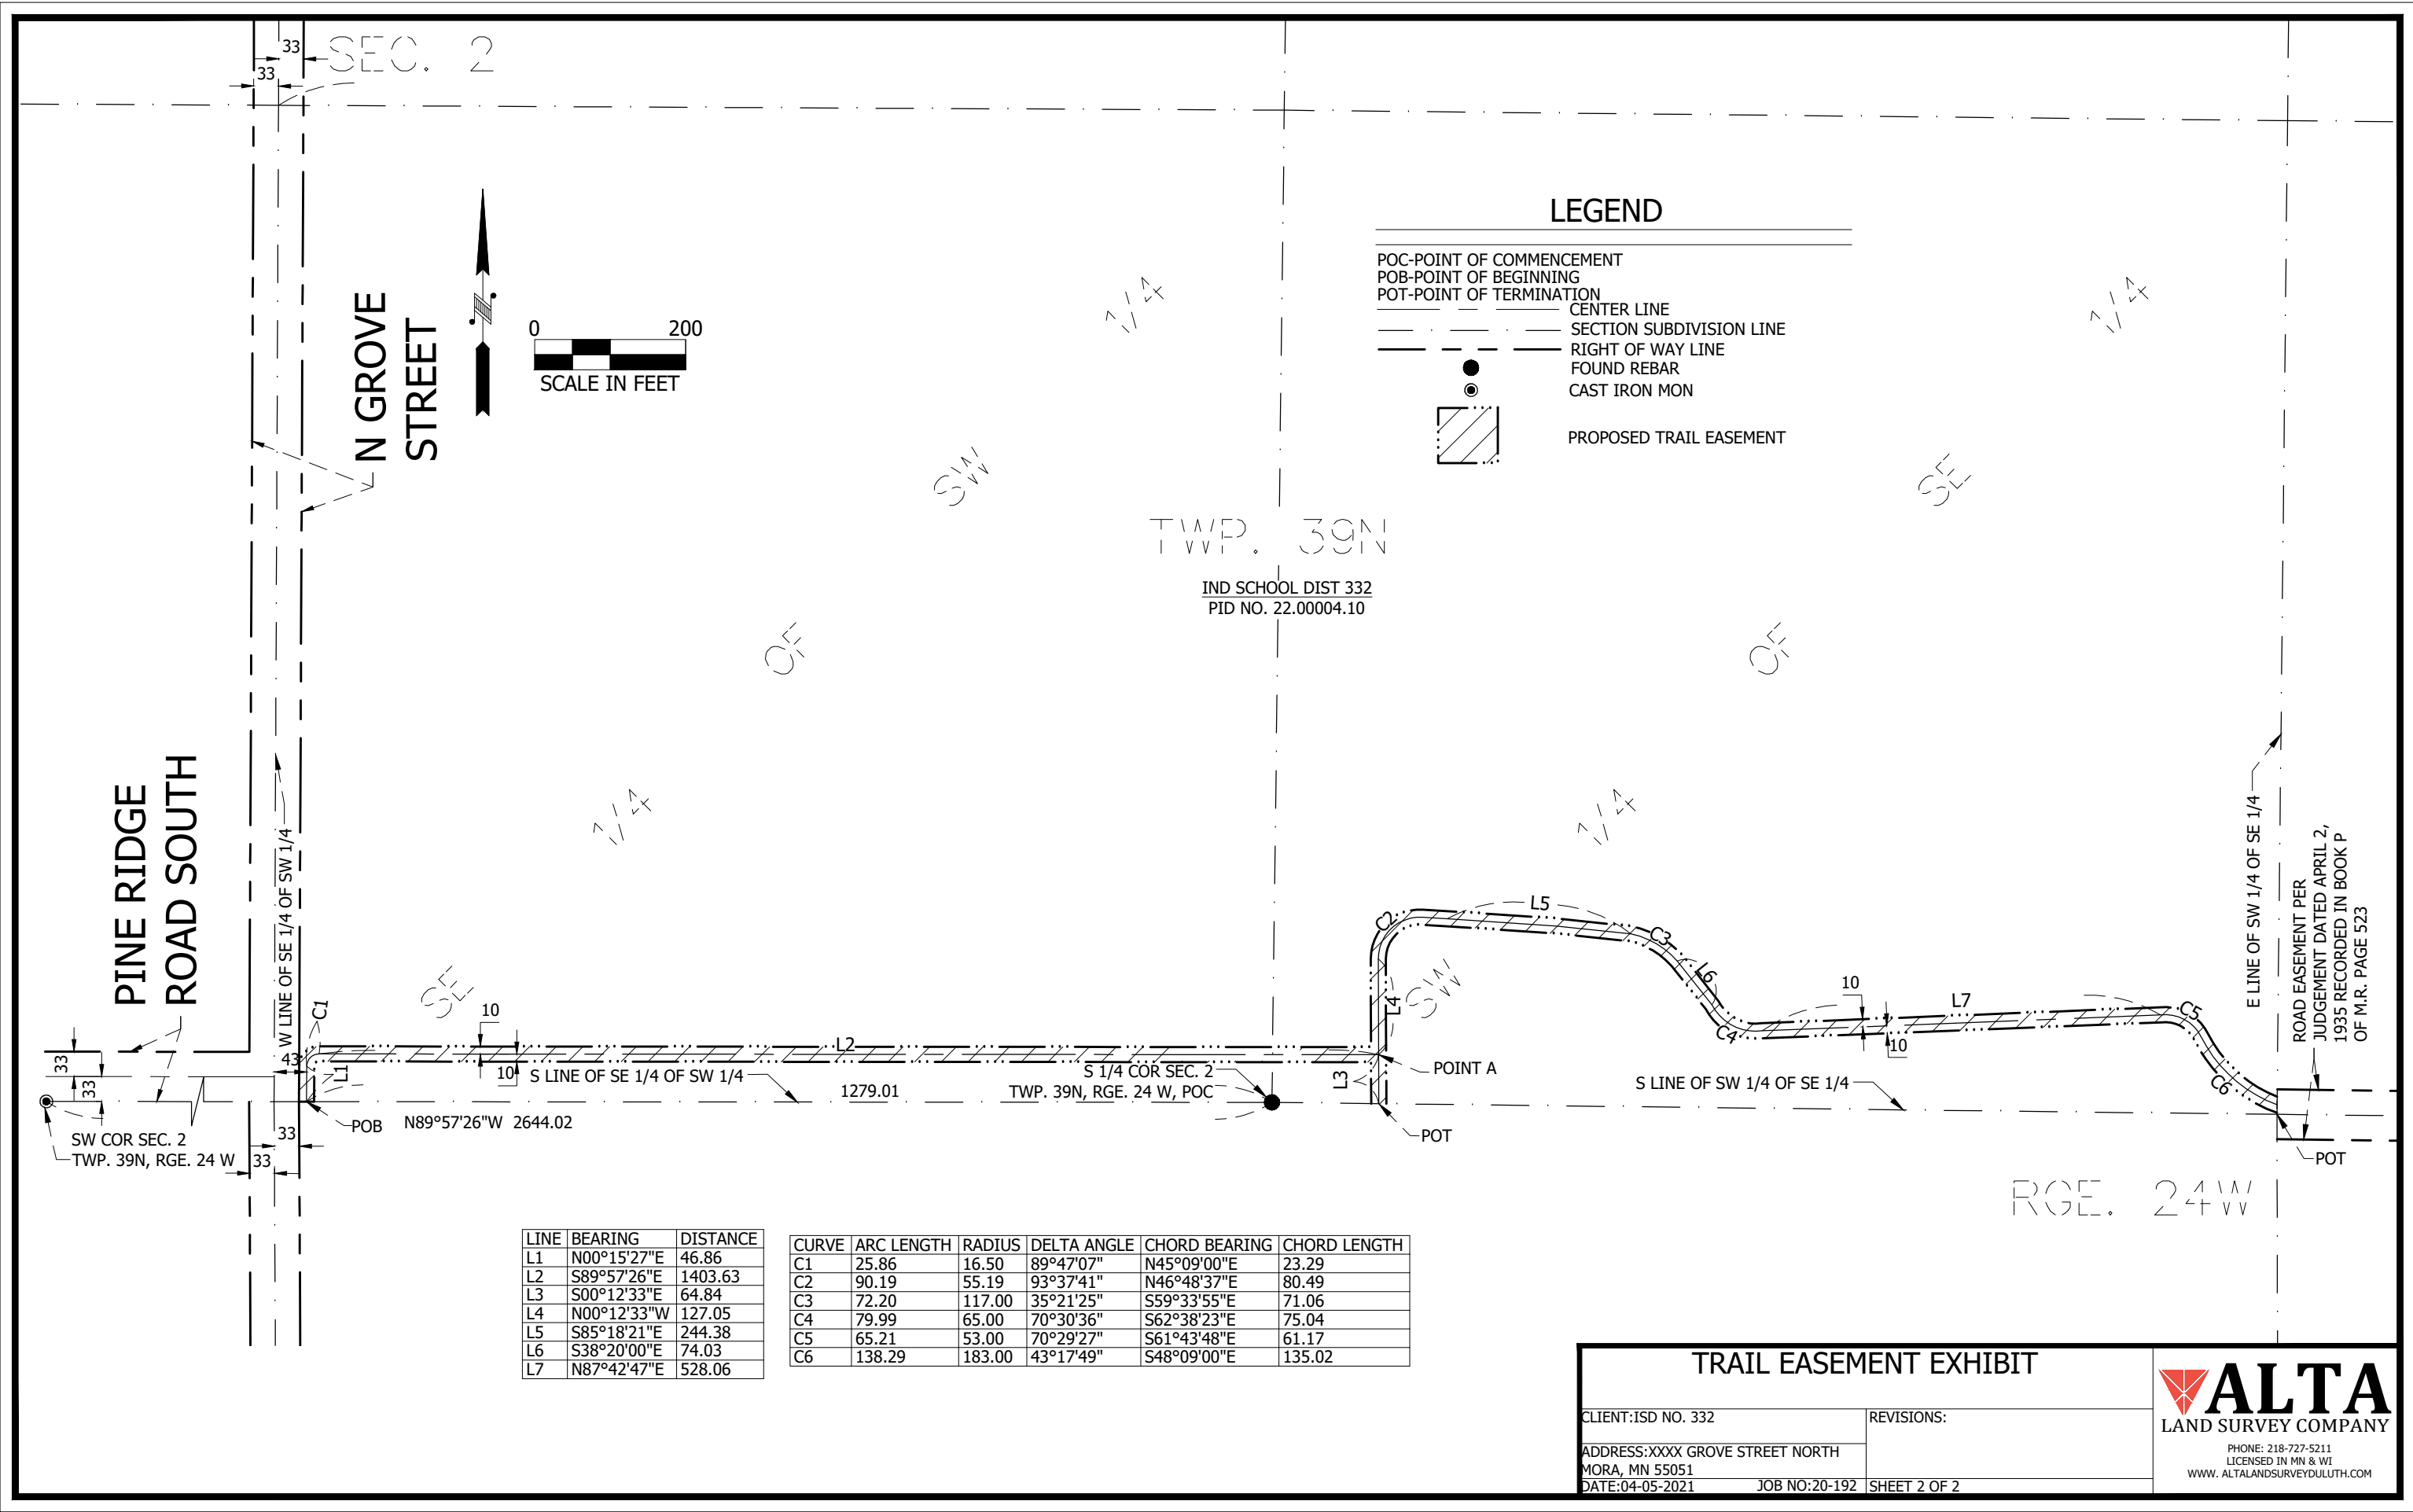 33
SEC. 2
33
N GROVE
STREET
0 200
SCALE IN FEET
LEGEND
POC-POINT OF COMMENCEMENT
POB-POINT OF BEGINNING
POT-POINT OF TERMINATION
CENTER LINE
SECTION SUBDIVISION LINE
RIGHT OF WAY LINE
FOUND REBAR
CAST IRON MON
PROPOSED TRAIL EASEMENT
1/4
1/4
SW
SE
TWP. 39N
IND SCHOOL DIST 332
PID NO. 22.00004.10
OF
OF
1/4
1/4
SE
SW
PINE RIDGE
ROAD SOUTH
W LINE OF SE 1/4 OF SW 1/4
E LINE OF SW 1/4 OF SE 1/4
ROAD EASEMENT PER
JUDGEMENT DATED APRIL 2,
1935 RECORDED IN BOOK P
OF M.R. PAGE 523
33
33
43
C1
L1
10
10
L2
S LINE OF SE 1/4 OF SW 1/4
1279.01
S 1/4 COR SEC. 2
TWP. 39N, RGE. 24 W, POC
L3
L4
C2
L5
C3
L6
C4
10
10
L7
C5
C6
POINT A
S LINE OF SW 1/4 OF SE 1/4
POT
POT
POB
N89°57'26"W 2644.02
SW COR SEC. 2
TWP. 39N, RGE. 24 W
33
33
RGE. 24W
LINE BEARING DISTANCE
L1 N00°15'27"E 46.86
L2 S89°57'26"E 1403.63
L3 S00°12'33"E 64.84
L4 N00°12'33"W 127.05
L5 S85°18'21"E 244.38
L6 S38°20'00"E 74.03
L7 N87°42'47"E 528.06
CURVE ARC LENGTH RADIUS DELTA ANGLE CHORD BEARING CHORD LENGTH
C1 25.86 16.50 89°47'07" N45°09'00"E 23.29
C2 90.19 55.19 93°37'41" N46°48'37"E 80.49
C3 72.20 117.00 35°21'25" S59°33'55"E 71.06
C4 79.99 65.00 70°30'36" S62°38'23"E 75.04
C5 65.21 53.00 70°29'27" S61°43'48"E 61.17
C6 138.29 183.00 43°17'49" S48°09'00"E 135.02
TRAIL EASEMENT EXHIBIT
CLIENT:ISD NO. 332
REVISIONS:
ADDRESS:XXXX GROVE STREET NORTH
MORA, MN 55051
DATE:04-05-2021 JOB NO:20-192 SHEET 2 OF 2
ALTA
LAND SURVEY COMPANY
PHONE: 218-727-5211
LICENSED IN MN & WI
WWW. ALTALANDSURVEYDULUTH.COM